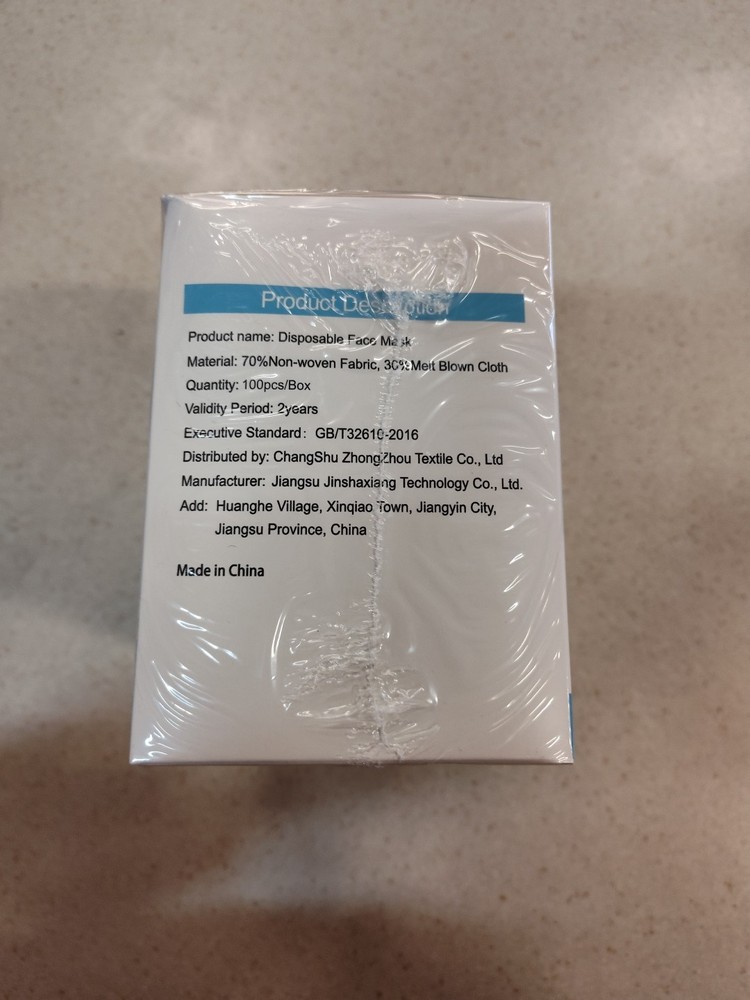 Product Description
Product name: Disposable Face Mask
Material: 70%Non-woven Fabric, 30%Melt Blown Cloth
Quantity: 100pcs/Box
Validity Period: 2years
Executive Standard: GB/T32610-2016
Distributed by: ChangShu ZhongZhou Textile Co., Ltd
Manufacturer: Jiangsu Jinshaxiang Technology Co., Ltd.
Add: Huanghe Village, Xinqiao Town, Jiangyin City,
Jiangsu Province, China
Made in China